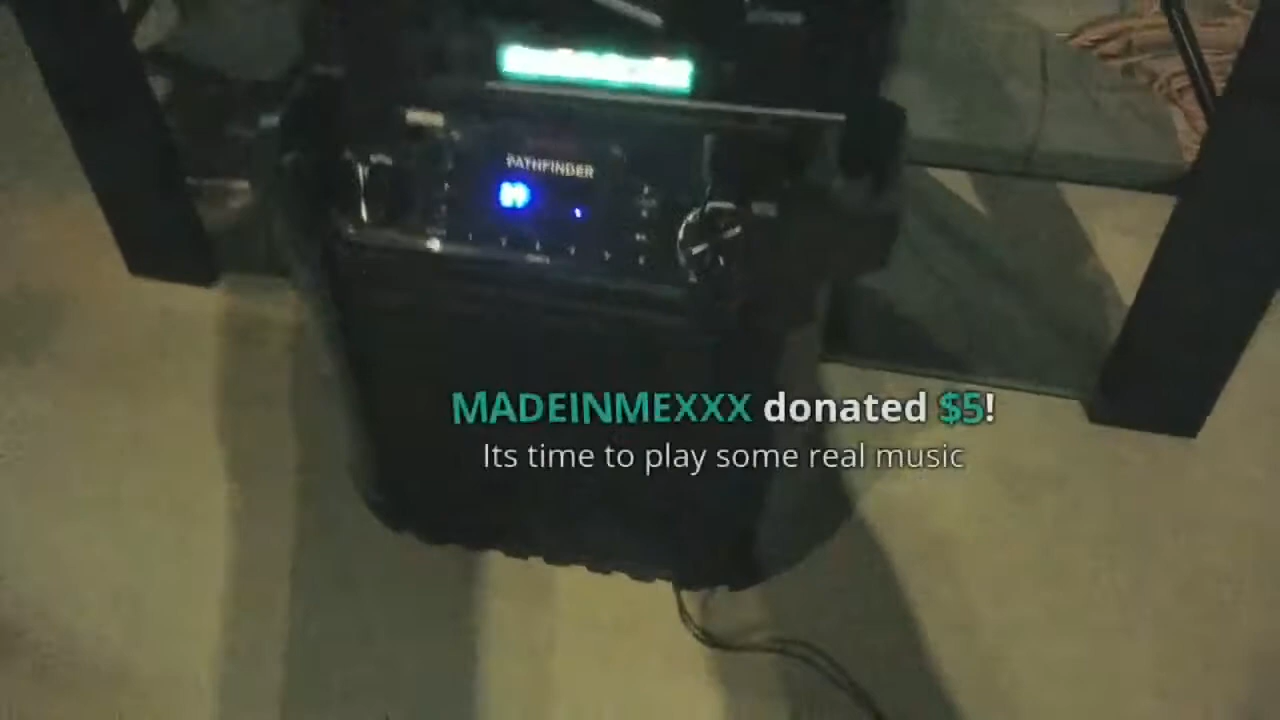 PATHFINDER
MADEINMEXXX donated $5!
Its time to play some real music